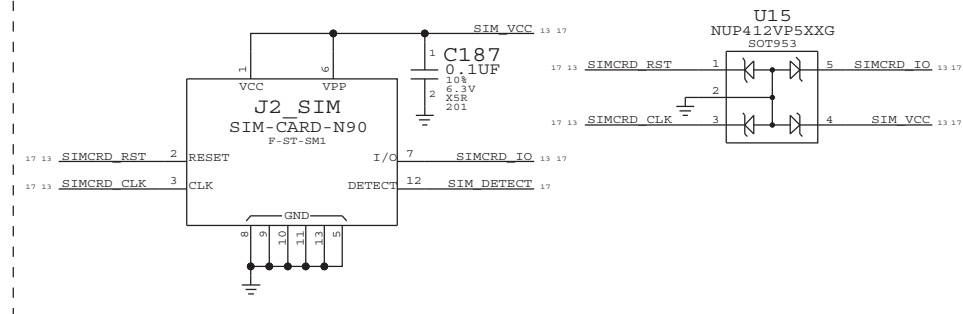 SIM_VCC 13 17
1 C187
0.1UF
10%
6.3V
X5R
201
2
1
6
VCC
VPP
J2_SIM
SIM-CARD-N90
F-ST-SM1
17 13 SIMCRD_RST 2 RESET
I/O 7 SIMCRD_IO 13 17
17 13 SIMCRD_CLK 3 CLK
DETECT 12 SIM_DETECT 17
GND
8
9
10
11
13
5
U15
NUP412VP5XXG
SOT953
17 13 SIMCRD_RST 1
5 SIMCRD_IO 13 17
2
17 13 SIMCRD_CLK 3
4 SIM_VCC 13 17